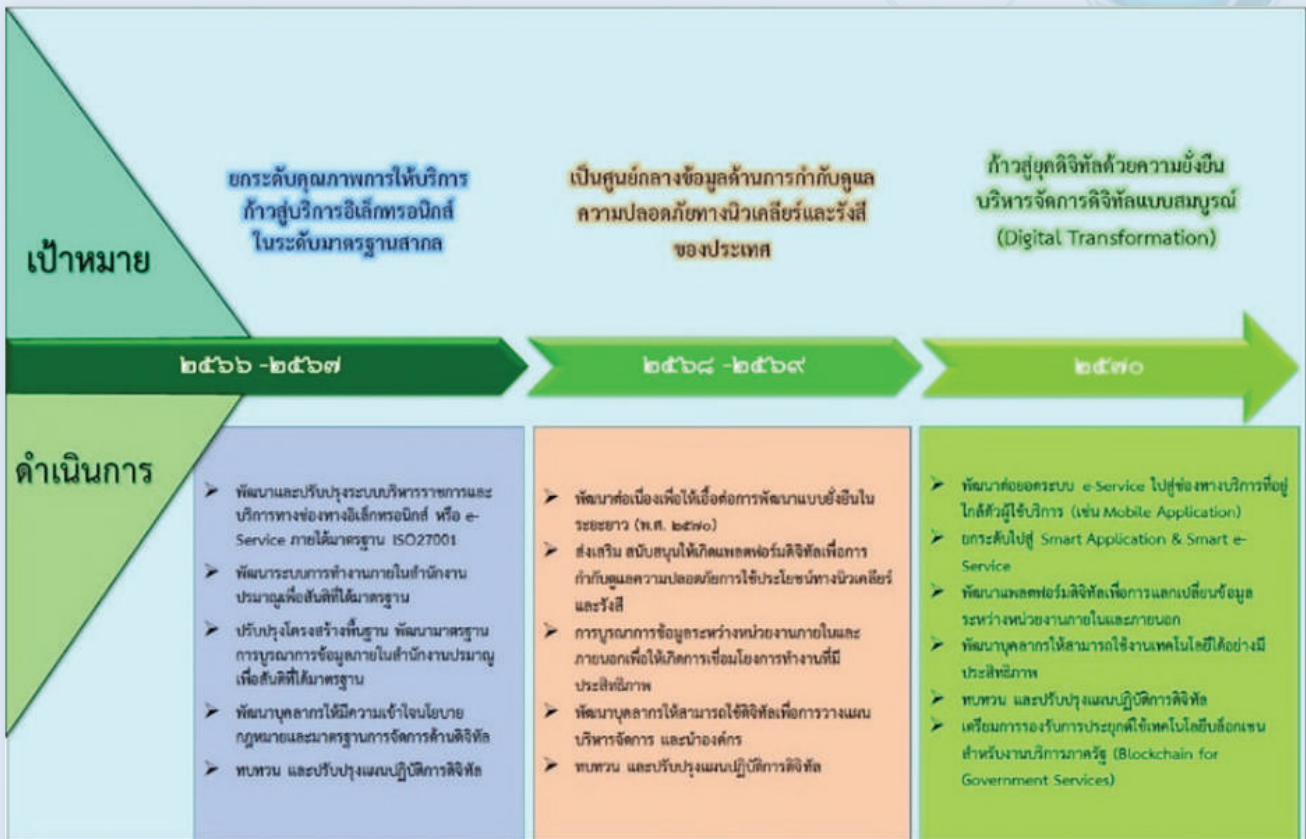 เป้าหมาย
ยกระดับคุณภาพการให้บริการ
ก้าวสู่บริการอิเล็กทรอนิกส์
ในระดับมาตรฐานสากล
เป็นศูนย์กลางข้อมูลด้านการกำกับดูแล
ความปลอดภัยทางนิวเคลียร์และรังสี
ของประเทศ
ก้าวสู่ยุคดิจิทัลด้วยความยั่งยืน
บริหารจัดการดิจิทัลแบบสมบูรณ์
(Digital Transformation)
๒๕๖๖ -๒๕๖๗
๒๕๖๘ -๒๕๖๙
๒๕๗๐
ดำเนินการ
➢ พัฒนาและปรับปรุงระบบบริหารราชการและ
บริการทางช่องทางอิเล็กทรอนิกส์ หรือ e-
Service ภายใต้มาตรฐาน ISO27001
➢ พัฒนาระบบการทำงานภายในสำนักงาน
ปรมาณูเพื่อสันติที่ได้มาตรฐาน
➢ ปรับปรุงโครงสร้างพื้นฐาน พัฒนามาตรฐาน
การบูรณาการข้อมูลภายในสำนักงานปรมาณู
เพื่อสันติที่ได้มาตรฐาน
➢ พัฒนาบุคลากรให้มีความเข้าใจนโยบาย
กฎหมายและมาตรฐานการจัดการด้านดิจิทัล
➢ ทบทวน และปรับปรุงแผนปฏิบัติการดิจิทัล
➢ พัฒนาต่อเนื่องเพื่อให้เอื้อต่อการพัฒนาแบบยั่งยืนใน
ระยะยาว (พ.ศ. ๒๕๗๐)
➢ ส่งเสริม สนับสนุนให้เกิดแพลตฟอร์มดิจิทัลเพื่อการ
กำกับดูแลความปลอดภัยการใช้ประโยชน์ทางนิวเคลียร์
และรังสี
➢ การบูรณาการข้อมูลระหว่างหน่วยงานภายในและ
ภายนอกเพื่อให้เกิดการเชื่อมโยงการทำงานที่มี
ประสิทธิภาพ
➢ พัฒนาบุคลากรให้สามารถใช้ดิจิทัลเพื่อการวางแผน
บริหารจัดการ และนำองค์กร
➢ ทบทวน และปรับปรุงแผนปฏิบัติการดิจิทัล
➢ พัฒนาต่อยอดระบบ e-Service ไปสู่ช่องทางบริการที่อยู่
ใกล้ตัวผู้ใช้บริการ (เช่น Mobile Application)
➢ ยกระดับไปสู่ Smart Application & Smart e-
Service
➢ พัฒนาแพลตฟอร์มดิจิทัลเพื่อการแลกเปลี่ยนข้อมูล
ระหว่างหน่วยงานภายในและภายนอก
➢ พัฒนาบุคลากรให้สามารถใช้งานเทคโนโลยีได้อย่างมี
ประสิทธิภาพ
➢ ทบทวน และปรับปรุงแผนปฏิบัติการดิจิทัล
➢ เตรียมการรองรับการประยุกต์ใช้เทคโนโลยีบล็อกเชน
สำหรับงานบริการภาครัฐ (Blockchain for
Government Services)